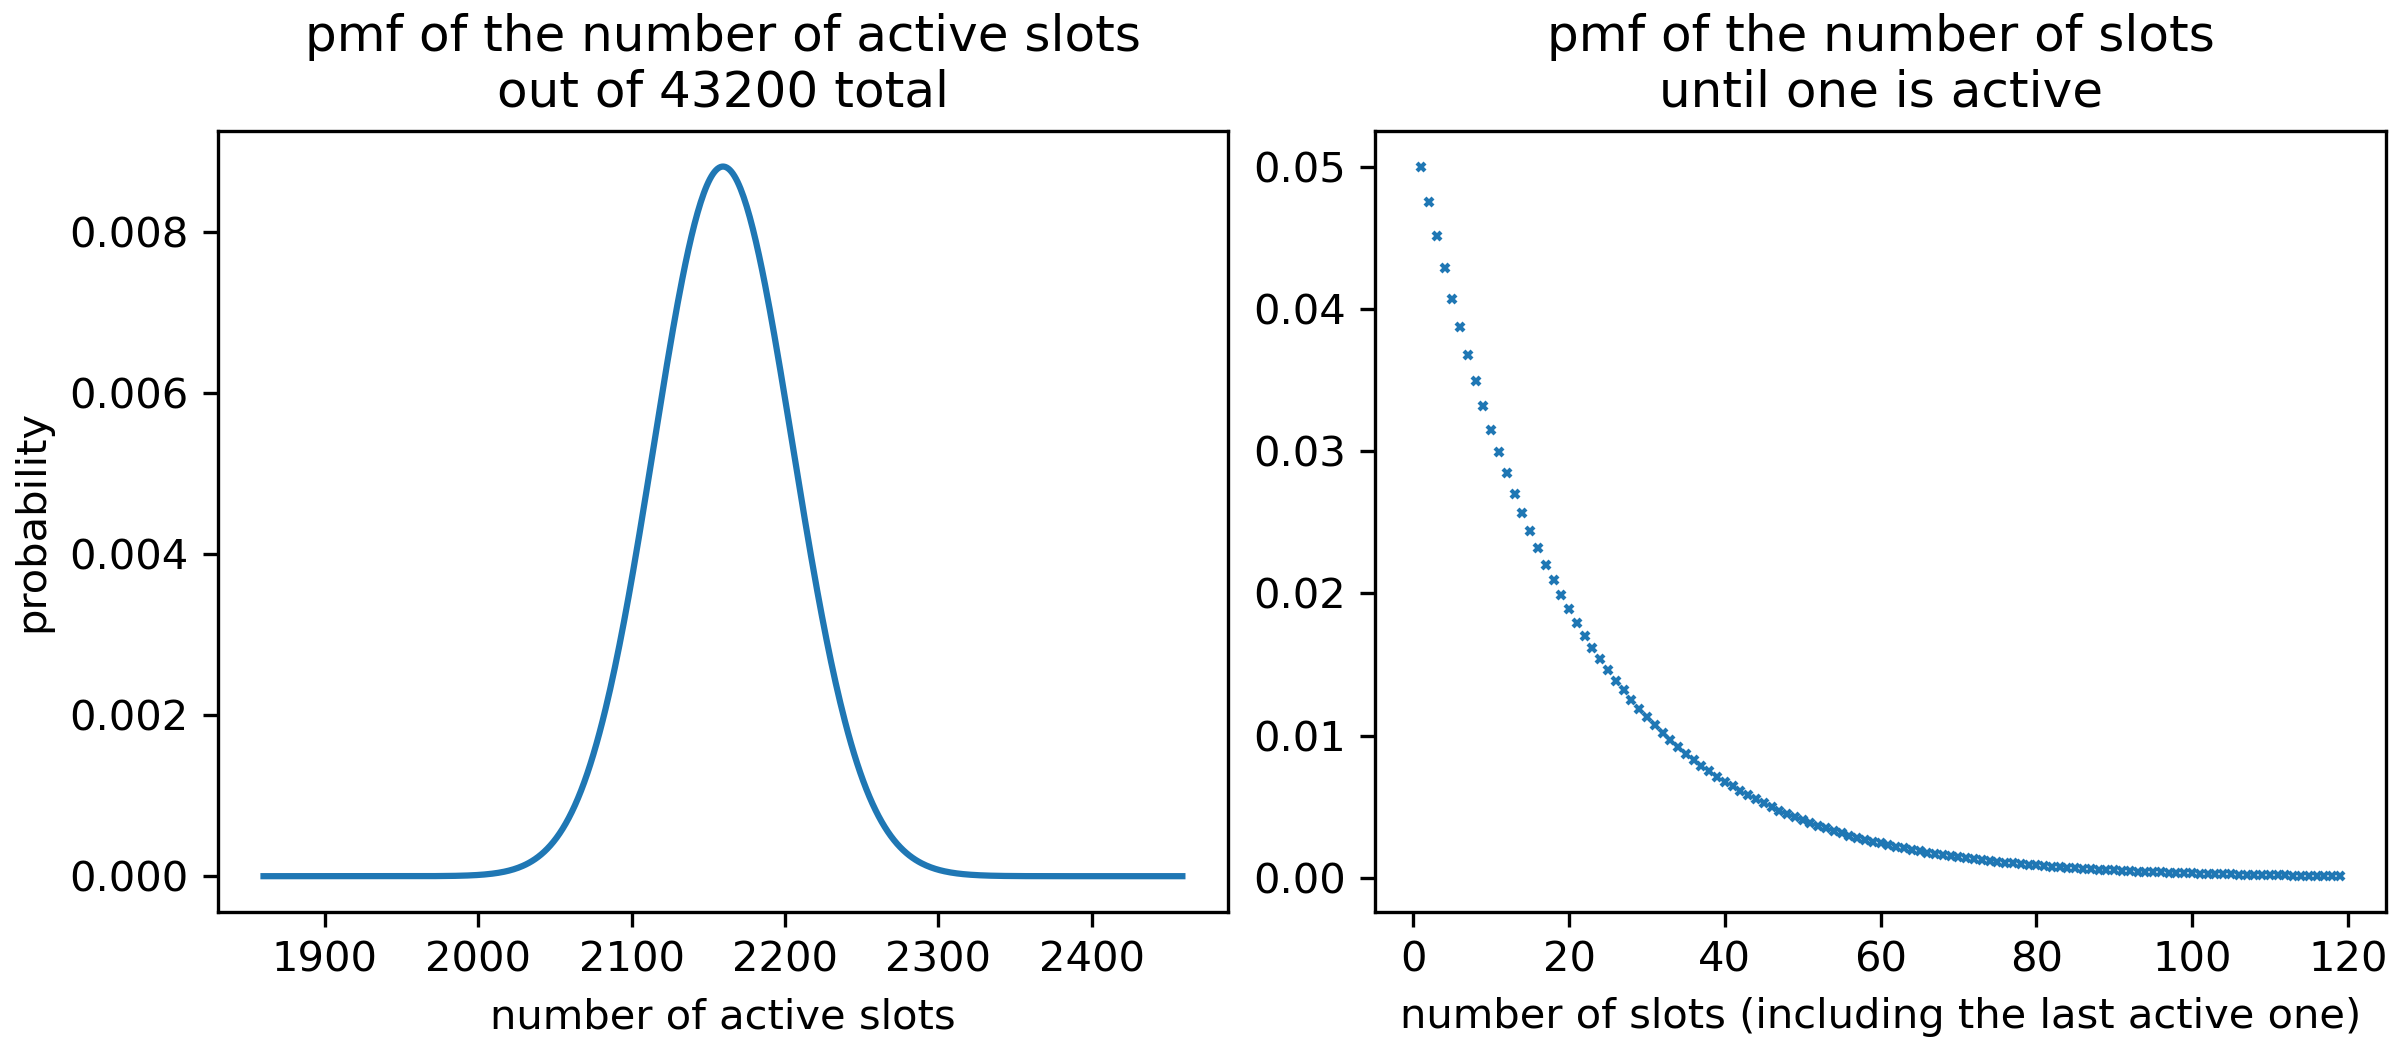 pmf of the number of active slots
out of 43200 total
probability
0.008
0.006
0.004
0.002
0.000
1900 2000 2100 2200 2300 2400
number of active slots
pmf of the number of slots
until one is active
0.05
0.04
0.03
0.02
0.01
0.00
0 20 40 60 80 100 120
number of slots (including the last active one)